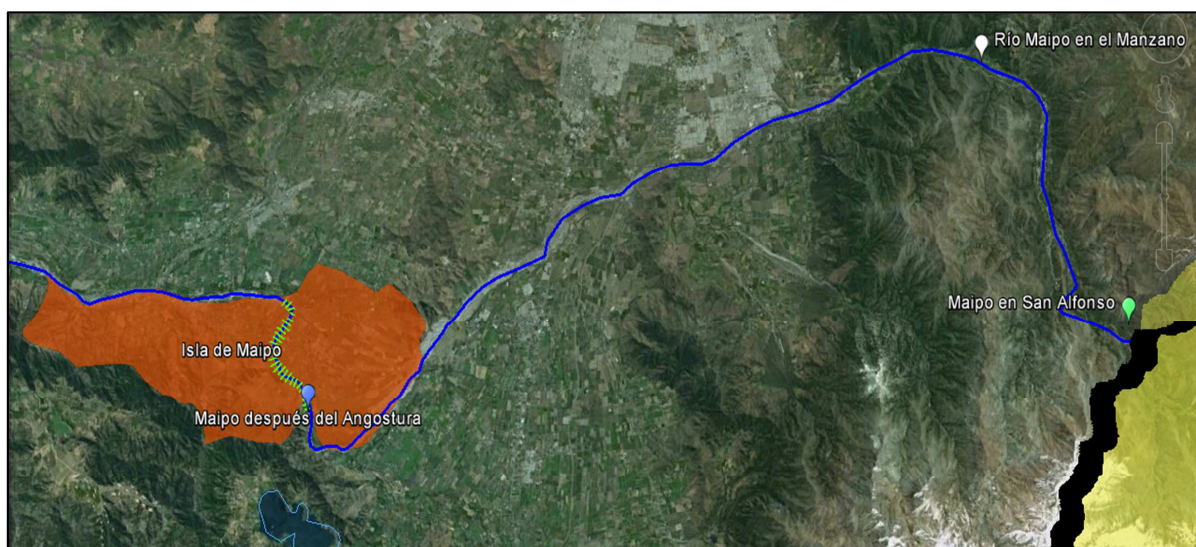 Río Maipo en el Manzano
Maipo en San Alfonso
Isla de Maipo
Maipo después del Angostura